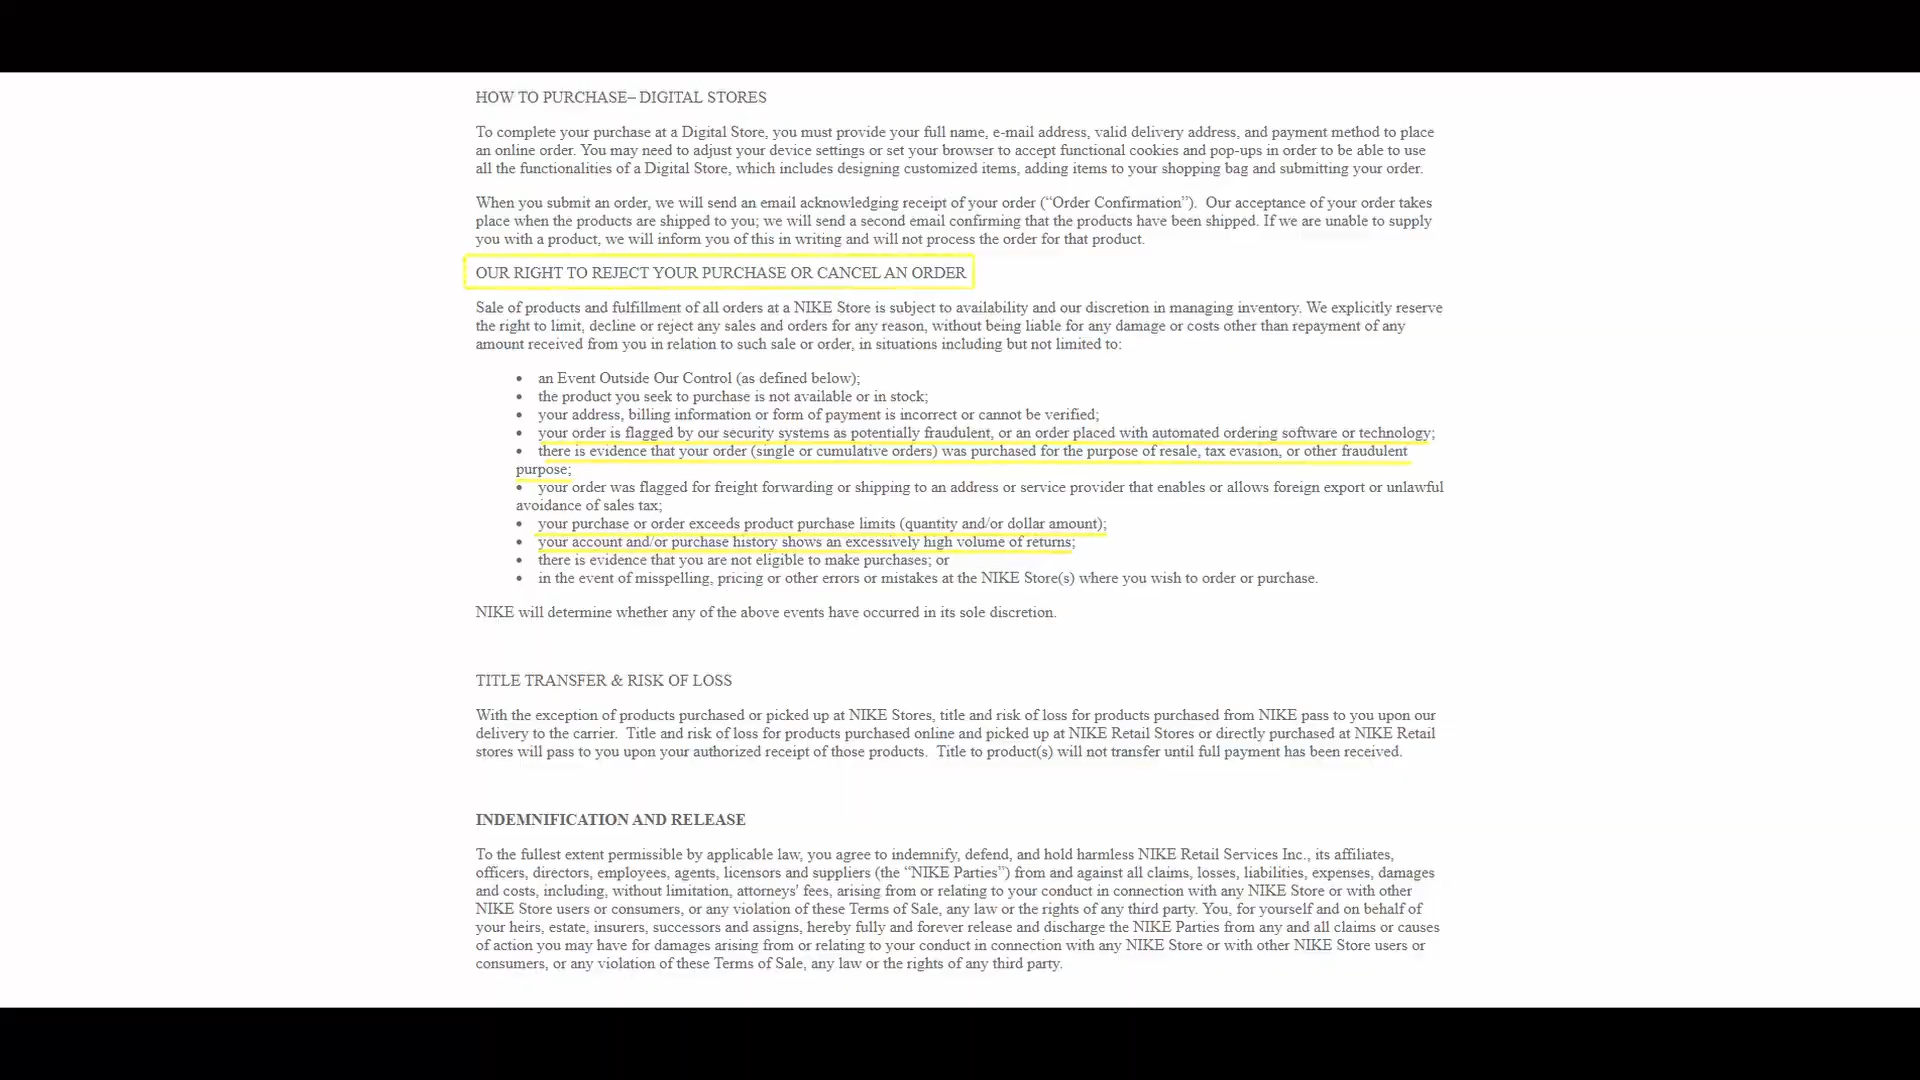 HOW TO PURCHASE– DIGITAL STORES
To complete your purchase at a Digital Store, you must provide your full name, e-mail address, valid delivery address, and payment method to place
an online order. You may need to adjust your device settings or set your browser to accept functional cookies and pop-ups in order to be able to use
all the functionalities of a Digital Store, which includes designing customized items, adding items to your shopping bag and submitting your order.
When you submit an order, we will send an email acknowledging receipt of your order (“Order Confirmation”).  Our acceptance of your order takes
place when the products are shipped to you; we will send a second email confirming that the products have been shipped. If we are unable to supply
you with a product, we will inform you of this in writing and will not process the order for that product.
OUR RIGHT TO REJECT YOUR PURCHASE OR CANCEL AN ORDER
Sale of products and fulfillment of all orders at a NIKE Store is subject to availability and our discretion in managing inventory. We explicitly reserve
the right to limit, decline or reject any sales and orders for any reason, without being liable for any damage or costs other than repayment of any
amount received from you in relation to such sale or order, in situations including but not limited to:
• an Event Outside Our Control (as defined below);
• the product you seek to purchase is not available or in stock;
• your address, billing information or form of payment is incorrect or cannot be verified;
• your order is flagged by our security systems as potentially fraudulent, or an order placed with automated ordering software or technology;
• there is evidence that your order (single or cumulative orders) was purchased for the purpose of resale, tax evasion, or other fraudulent
purpose;
• your order was flagged for freight forwarding or shipping to an address or service provider that enables or allows foreign export or unlawful
avoidance of sales tax;
• your purchase or order exceeds product purchase limits (quantity and/or dollar amount);
• your account and/or purchase history shows an excessively high volume of returns;
• there is evidence that you are not eligible to make purchases; or
• in the event of misspelling, pricing or other errors or mistakes at the NIKE Store(s) where you wish to order or purchase.
NIKE will determine whether any of the above events have occurred in its sole discretion.
TITLE TRANSFER & RISK OF LOSS
With the exception of products purchased or picked up at NIKE Stores, title and risk of loss for products purchased from NIKE pass to you upon our
delivery to the carrier.  Title and risk of loss for products purchased online and picked up at NIKE Retail Stores or directly purchased at NIKE Retail
stores will pass to you upon your authorized receipt of those products.  Title to product(s) will not transfer until full payment has been received.
INDEMNIFICATION AND RELEASE
To the fullest extent permissible by applicable law, you agree to indemnify, defend, and hold harmless NIKE Retail Services Inc., its affiliates,
officers, directors, employees, agents, licensors and suppliers (the “NIKE Parties”) from and against all claims, losses, liabilities, expenses, damages
and costs, including, without limitation, attorneys' fees, arising from or relating to your conduct in connection with any NIKE Store or with other
NIKE Store users or consumers, or any violation of these Terms of Sale, any law or the rights of any third party. You, for yourself and on behalf of
your heirs, estate, insurers, successors and assigns, hereby fully and forever release and discharge the NIKE Parties from any and all claims or causes
of action you may have for damages arising from or relating to your conduct in connection with any NIKE Store or with other NIKE Store users or
consumers, or any violation of these Terms of Sale, any law or the rights of any third party.